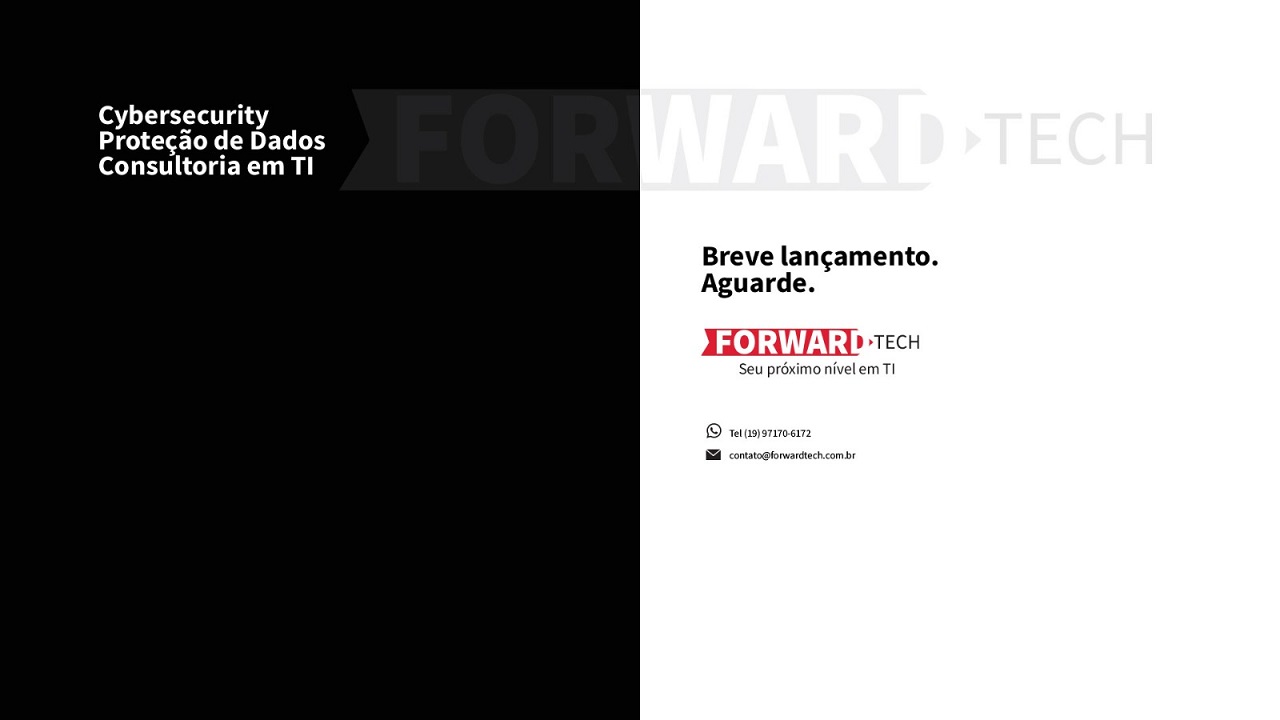 Cybersecurity
Proteção de Dados
Consultoria em TI
FORWARD TECH
Breve lançamento.
Aguarde.
FORWARD TECH
Seu próximo nível em TI
Tel (19) 97170-6172
contato@forwardtech.com.br